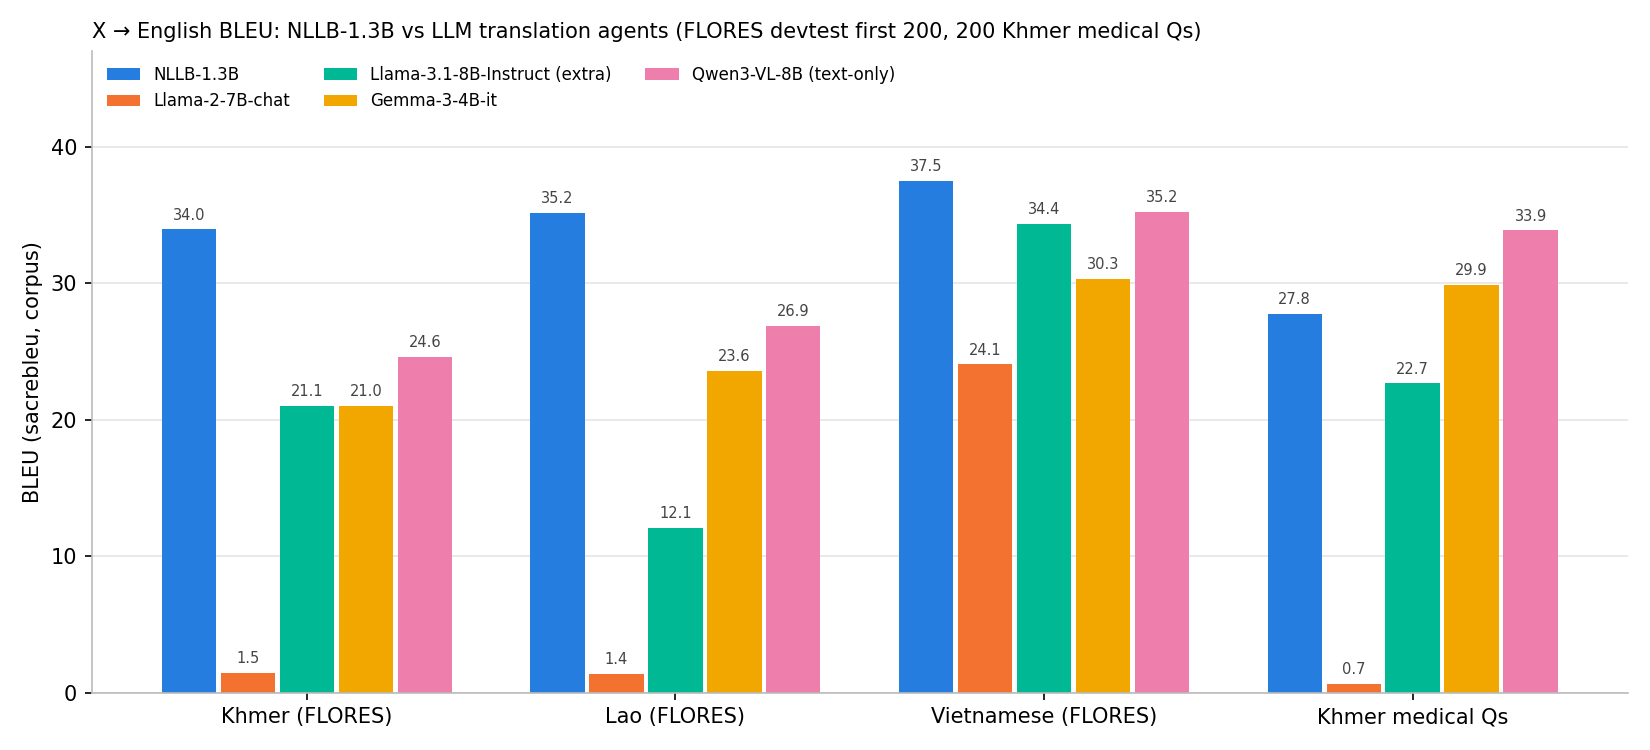 X → English BLEU: NLLB-1.3B vs LLM translation agents (FLORES devtest first 200, 200 Khmer medical Qs)
NLLB-1.3B
Llama-2-7B-chat
Llama-3.1-8B-Instruct (extra)
Gemma-3-4B-it
Qwen3-VL-8B (text-only)
BLEU (sacrebleu, corpus)
40
30
20
10
0
34.0
1.5
21.1
21.0
24.6
35.2
1.4
12.1
23.6
26.9
37.5
24.1
34.4
30.3
35.2
27.8
0.7
22.7
29.9
33.9
Khmer (FLORES)
Lao (FLORES)
Vietnamese (FLORES)
Khmer medical Qs